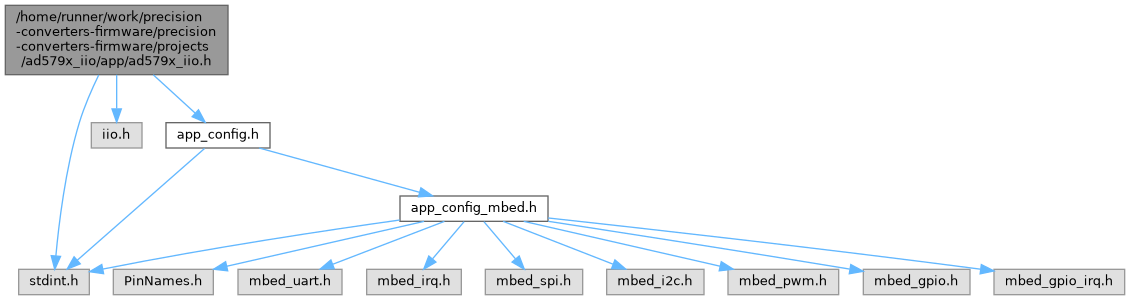 /home/runner/work/precision
-converters-firmware/precision
-converters-firmware/projects
/ad579x_iio/app/ad579x_iio.h
iio.h
app_config.h
app_config_mbed.h
stdint.h
PinNames.h
mbed_uart.h
mbed_irq.h
mbed_spi.h
mbed_i2c.h
mbed_pwm.h
mbed_gpio.h
mbed_gpio_irq.h